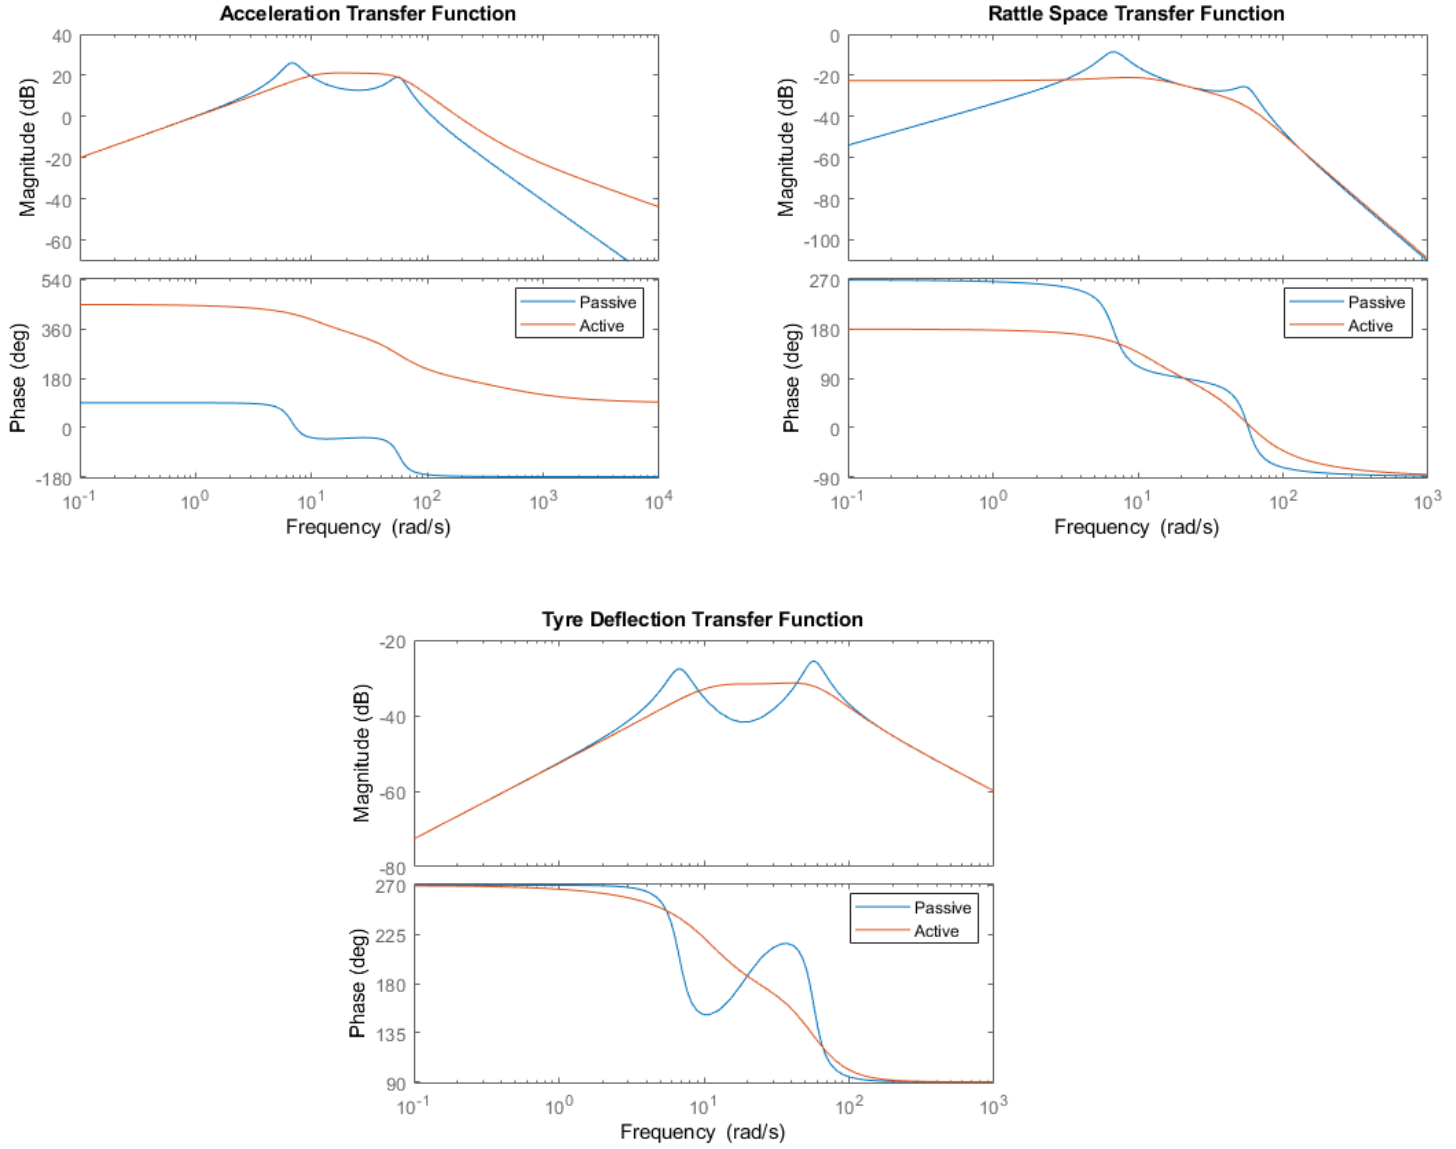 Acceleration Transfer Function
Magnitude (dB)
40
20
0
-20
-40
-60
Phase (deg)
540
360
180
0
-180
Passive
Active
10-1
100
101
102
103
104
Frequency (rad/s)
Rattle Space Transfer Function
Magnitude (dB)
0
-20
-40
-60
-80
-100
Phase (deg)
270
180
90
0
-90
Passive
Active
10-1
100
101
102
103
Frequency (rad/s)
Tyre Deflection Transfer Function
Magnitude (dB)
-20
-40
-60
-80
Phase (deg)
270
225
180
135
90
Passive
Active
10-1
100
101
102
103
Frequency (rad/s)